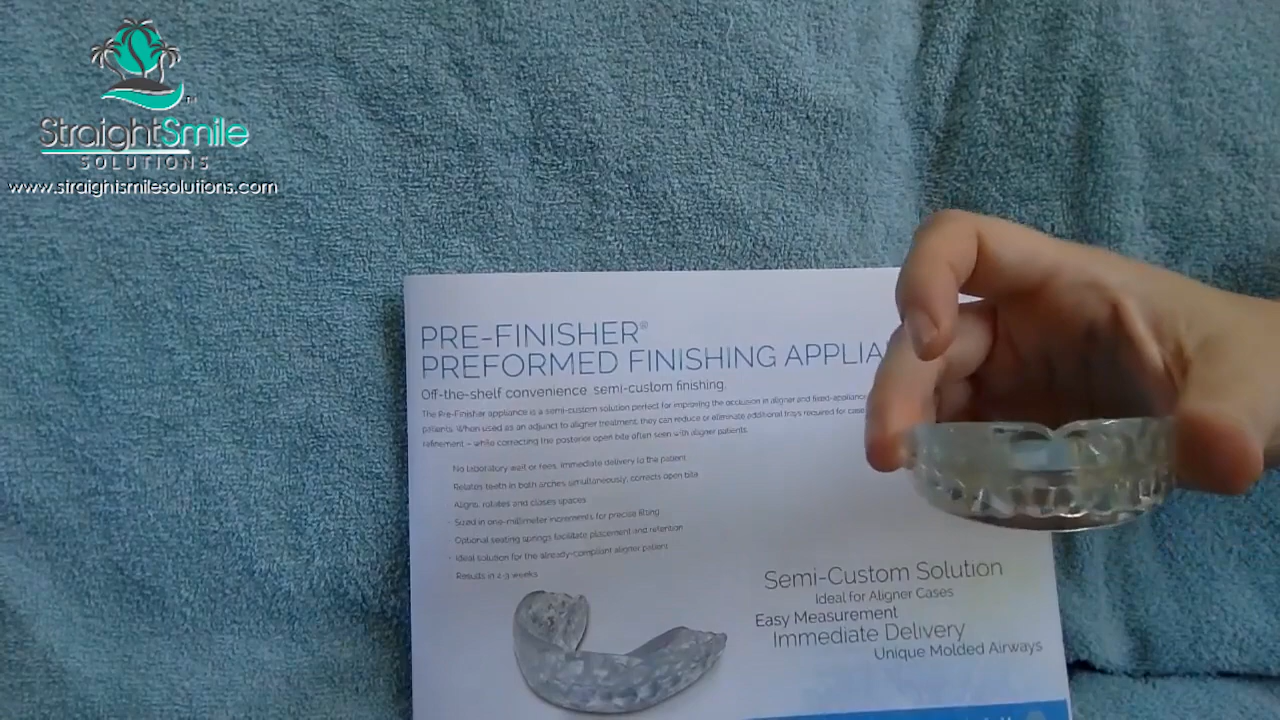 TM
StraightSmile
SOLUTIONS
www.straightsmilesolutions.com
PRE-FINISHER®
PREFORMED FINISHING
Off-the-shelf convenience, semi-custom finishing.
The Pre-Finisher appliance is a semi-custom solution perfect for improving the occlusion in aligner and fixed-appliance
patients. When used as an adjunct to aligner treatment, they can reduce or eliminate additional trays required for case
refinement – while correcting the posterior open bite often seen with aligner patients.
No laboratory wait or fees, immediate delivery to the patient
Relates teeth in both arches simultaneously; corrects open bite
Aligns, rotates and closes spaces
· Sized in one-millimeter increments for precise fitting
Optional seating springs facilitate placement and retention
· Ideal solution for the already-compliant aligner patient
Results in 2-3 weeks
Semi-Custom Solution
Ideal for Aligner Cases
Easy Measurement
Immediate Delivery
Unique Molded Airways